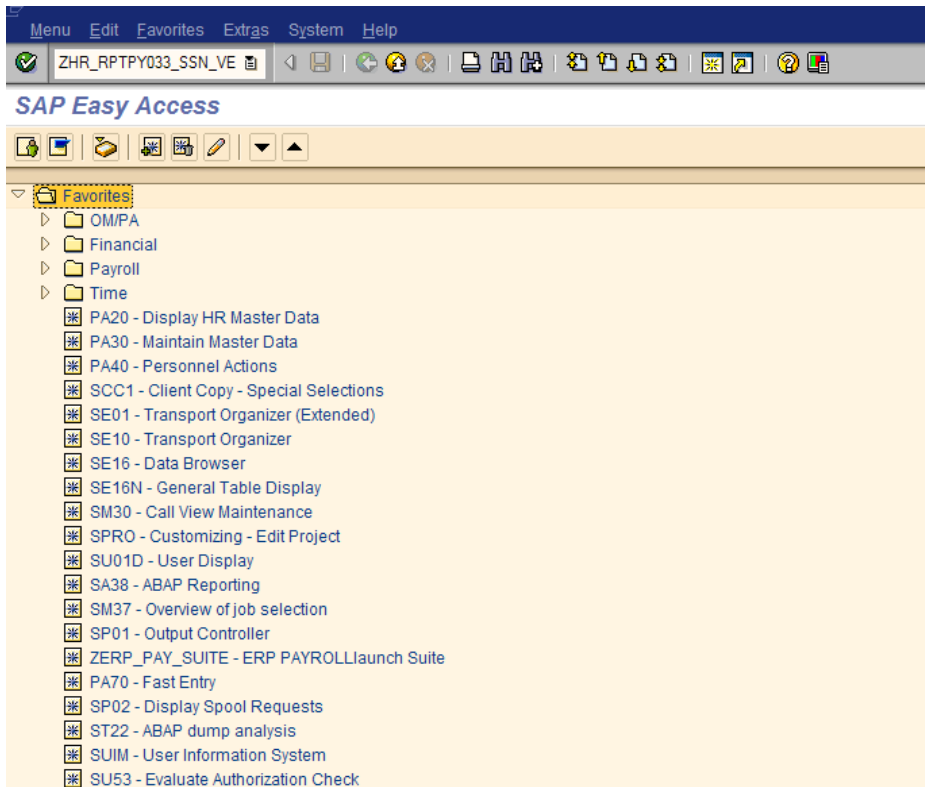 Menu Edit Favorites Extras System Help
ZHR_RPTPY033_SSN_VE
SAP Easy Access
Favorites
OM/PA
Financial
Payroll
Time
PA20 - Display HR Master Data
PA30 - Maintain Master Data
PA40 - Personnel Actions
SCC1 - Client Copy - Special Selections
SE01 - Transport Organizer (Extended)
SE10 - Transport Organizer
SE16 - Data Browser
SE16N - General Table Display
SM30 - Call View Maintenance
SPRO - Customizing - Edit Project
SU01D - User Display
SA38 - ABAP Reporting
SM37 - Overview of job selection
SP01 - Output Controller
ZERP_PAY_SUITE - ERP PAYROLLlaunch Suite
PA70 - Fast Entry
SP02 - Display Spool Requests
ST22 - ABAP dump analysis
SUIM - User Information System
SU53 - Evaluate Authorization Check